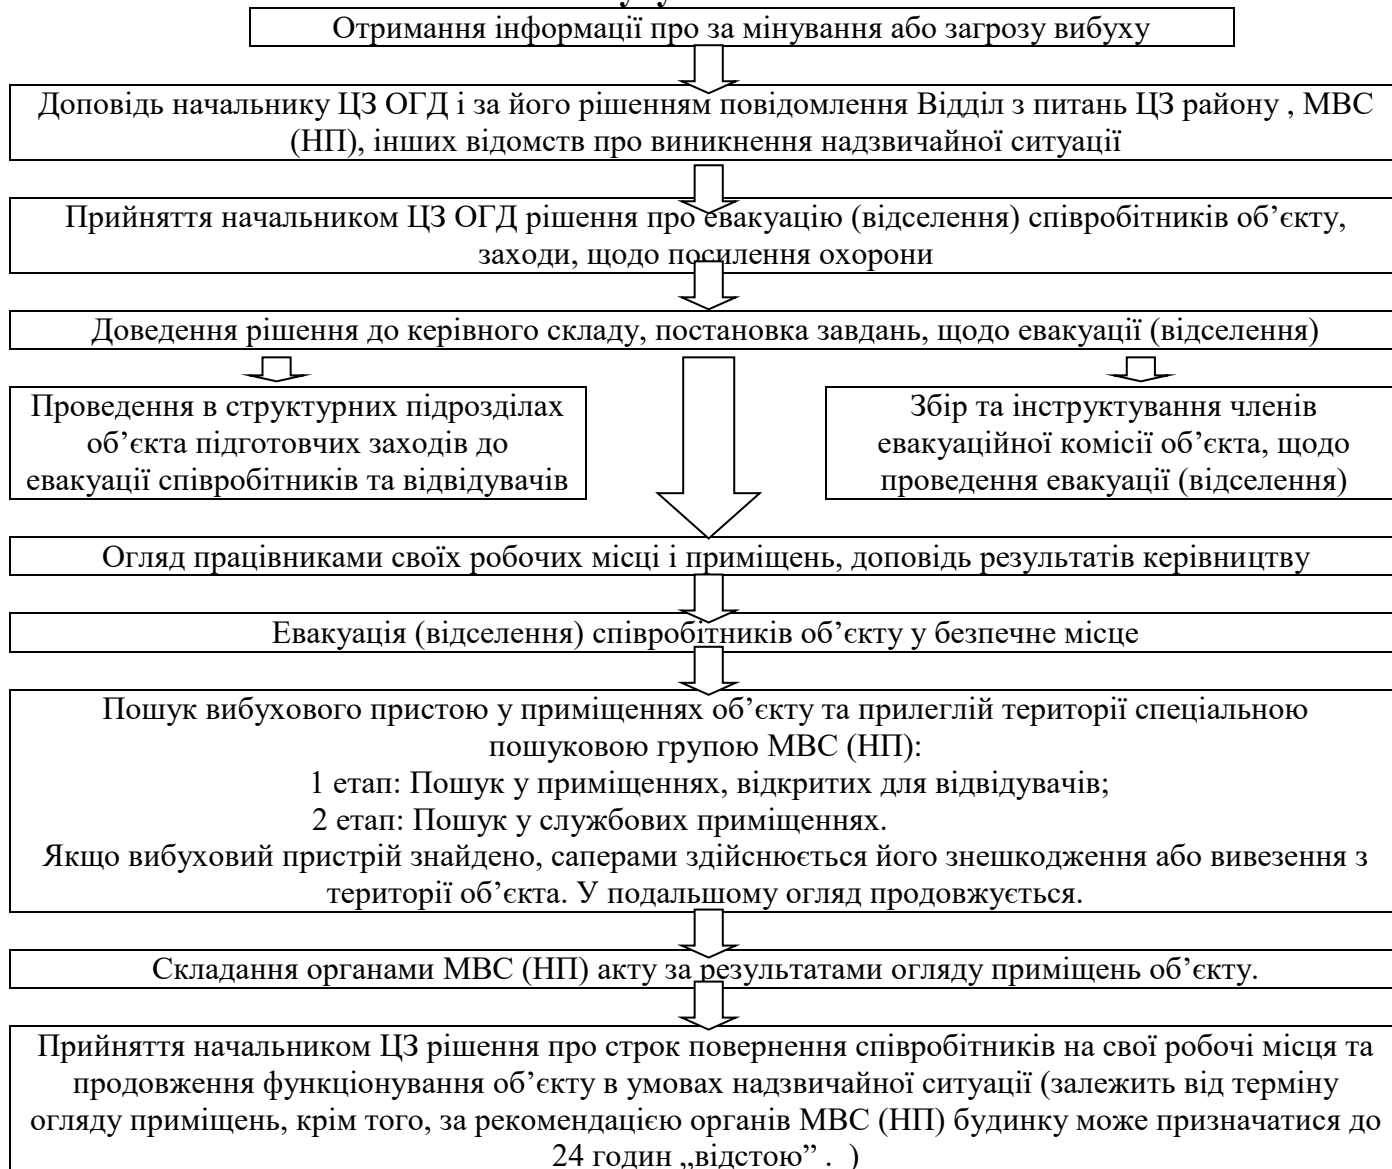 Отримання інформації про за мінування або загрозу вибуху
Доповідь начальнику ЦЗ ОГД і за його рішенням повідомлення Відділ з питань ЦЗ району , МВС
(НП), інших відомств про виникнення надзвичайної ситуації
Прийняття начальником ЦЗ ОГД рішення про евакуацію (відселення) співробітників об’єкту,
заходи, щодо посилення охорони
Доведення рішення до керівного складу, постановка завдань, щодо евакуації (відселення)
Проведення в структурних підрозділах
об’єкта підготовчих заходів до
евакуації співробітників та відвідувачів
Збір та інструктування членів
евакуаційної комісії об’єкта, щодо
проведення евакуації (відселення)
Огляд працівниками своїх робочих місці і приміщень, доповідь результатів керівництву
Евакуація (відселення) співробітників об’єкту у безпечне місце
Пошук вибухового пристою у приміщеннях об’єкту та прилеглій території спеціальною
пошуковою групою МВС (НП):
1 етап: Пошук у приміщеннях, відкритих для відвідувачів;
2 етап: Пошук у службових приміщеннях.
Якщо вибуховий пристрій знайдено, саперами здійснюється його знешкодження або вивезення з
території об’єкта. У подальшому огляд продовжується.
Складання органами МВС (НП) акту за результатами огляду приміщень об’єкту.
Прийняття начальником ЦЗ рішення про строк повернення співробітників на свої робочі місця та
продовження функціонування об’єкту в умовах надзвичайної ситуації (залежить від терміну
огляду приміщень, крім того, за рекомендацією органів МВС (НП) будинку може призначатися до
24 годин „відстою” .  )